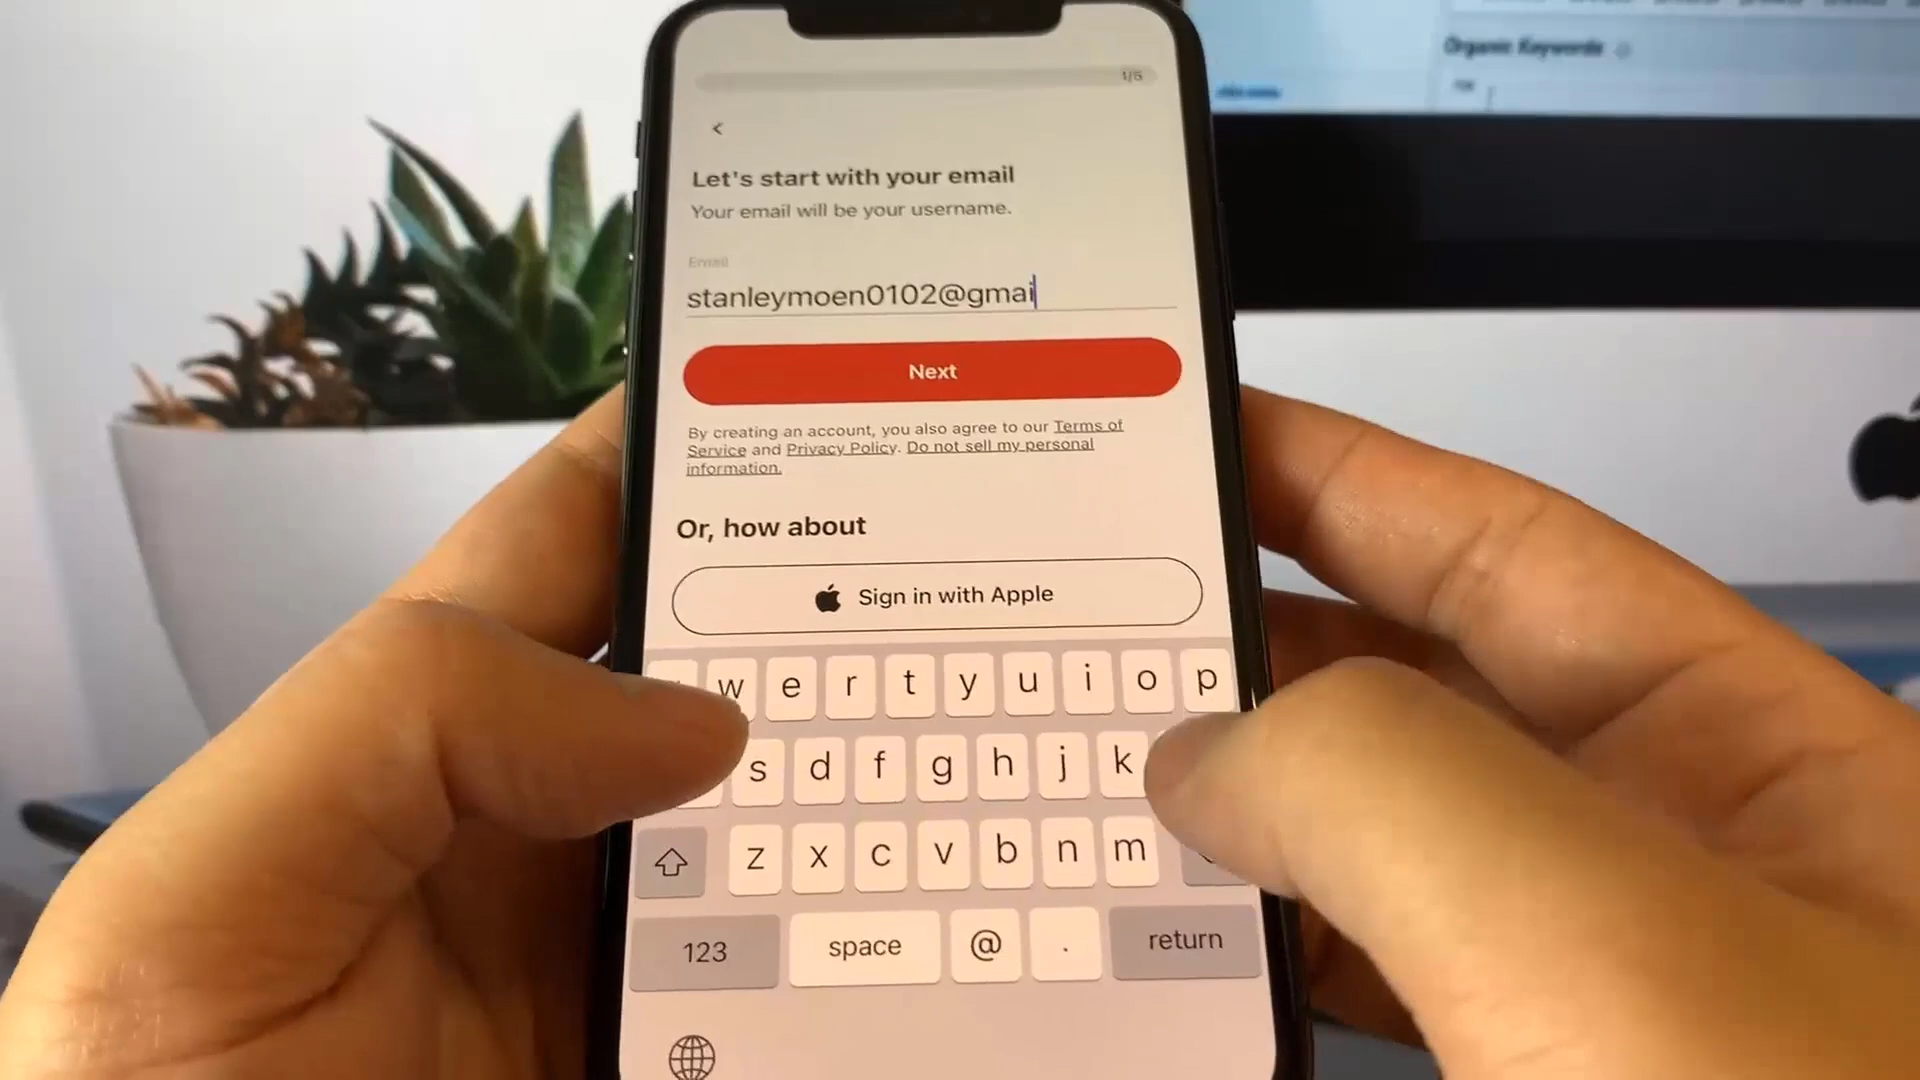 Organic Keywords
1/5
<
Let's start with your email
Your email will be your username.
Email
stanleymoen0102@gmai
Next
By creating an account, you also agree to our Terms of
Service and Privacy Policy. Do not sell my personal
information.
Or, how about
Sign in with Apple
w e r t y u i o p
s d f g h j k
z x c v b n m
123 space @ . return